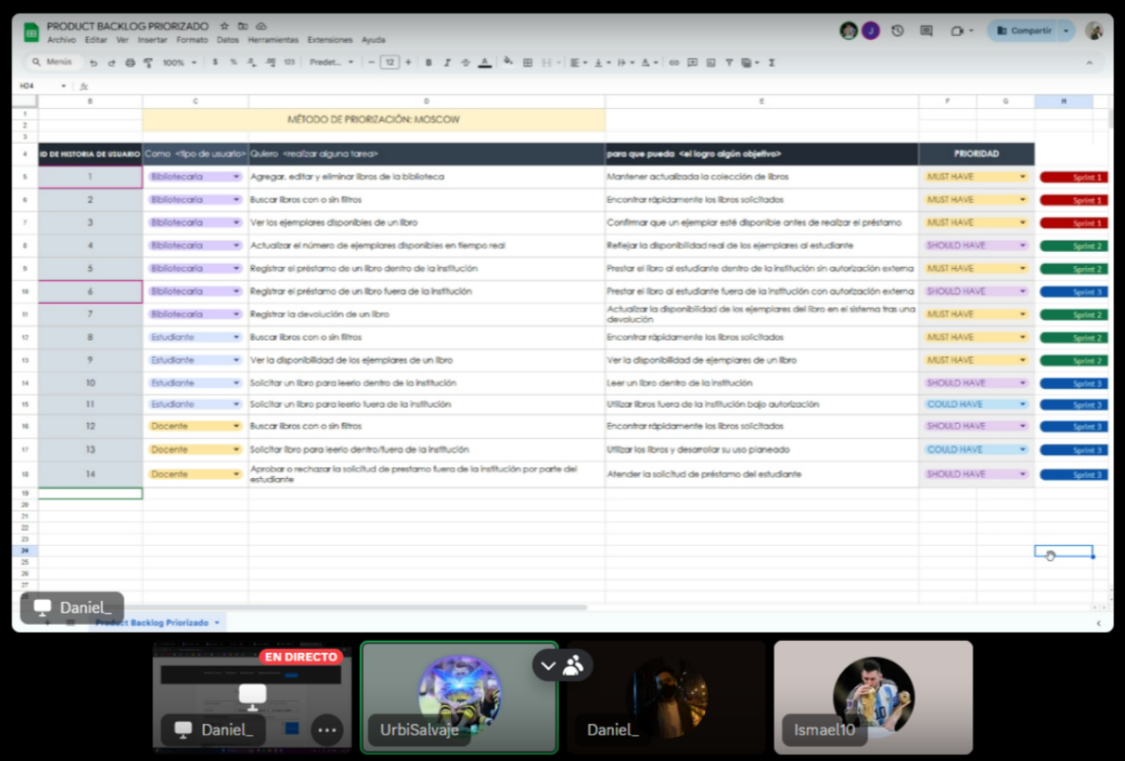 PRODUCT BACKLOG PRIORIZADO
Archivo Editar Ver Insertar Formato Datos Herramientas Extensiones Ayuda
J
Compartir
Menús 100% $ % 123 Predet... 12 B I
H24 fx
B C D E F G H
MÉTODO DE PRIORIZACIÓN: MOSCOW
ID DE HISTORIA DE USUARIO Como <tipo de usuario> Quiero <realizar alguna tarea> para que pueda <el logro algún objetivo> PRIORIDAD
1 Bibliotecaria Agregar, editar y eliminar libros de la biblioteca Mantener actualizada la colección de libros MUST HAVE Sprint 1
2 Bibliotecaria Buscar libros con o sin filtros Encontrar rápidamente los libros solicitados MUST HAVE Sprint 1
3 Bibliotecaria Ver los ejemplares disponibles de un libro Confirmar que un ejemplar esté disponible antes de realizar el préstamo MUST HAVE Sprint 1
4 Bibliotecaria Actualizar el número de ejemplares disponibles en tiempo real Reflejar la disponibilidad real de los ejemplares al estudiante SHOULD HAVE Sprint 2
5 Bibliotecaria Registrar el préstamo de un libro dentro de la institución Prestar el libro al estudiante dentro de la institución sin autorización externa MUST HAVE Sprint 2
6 Bibliotecaria Registrar el préstamo de un libro fuera de la institución Prestar el libro al estudiante fuera de la institución con autorización externa SHOULD HAVE Sprint 3
7 Bibliotecaria Registrar la devolución de un libro Actualizar la disponibilidad de los ejemplares del libro en el sistema tras una devolución MUST HAVE Sprint 2
8 Estudiante Buscar libros con o sin filtros Encontrar rápidamente los libros solicitados MUST HAVE Sprint 2
9 Estudiante Ver la disponibilidad de los ejemplares de un libro Ver la disponibilidad de ejemplares de un libro MUST HAVE Sprint 2
10 Estudiante Solicitar un libro para leerlo dentro de la institución Leer un libro dentro de la institución SHOULD HAVE Sprint 3
11 Estudiante Solicitar un libro para leerlo fuera de la institución Utilizar libros fuera de la institución bajo autorización COULD HAVE Sprint 3
12 Docente Buscar libros con o sin filtros Encontrar rápidamente los libros solicitados SHOULD HAVE Sprint 3
13 Docente Solicitar libro para leerlo dentro/fuera de la institución Utilizar los libros y desarrollar su uso planeado COULD HAVE Sprint 3
14 Docente Aprobar o rechazar la solicitud de prestamo fuera de la institución por parte del estudiante Atender la solicitud de préstamo del estudiante SHOULD HAVE Sprint 3
Daniel_
Product Backlog Priorizado
EN DIRECTO
Daniel_
UrbiSalvaje
Daniel_
Ismael10